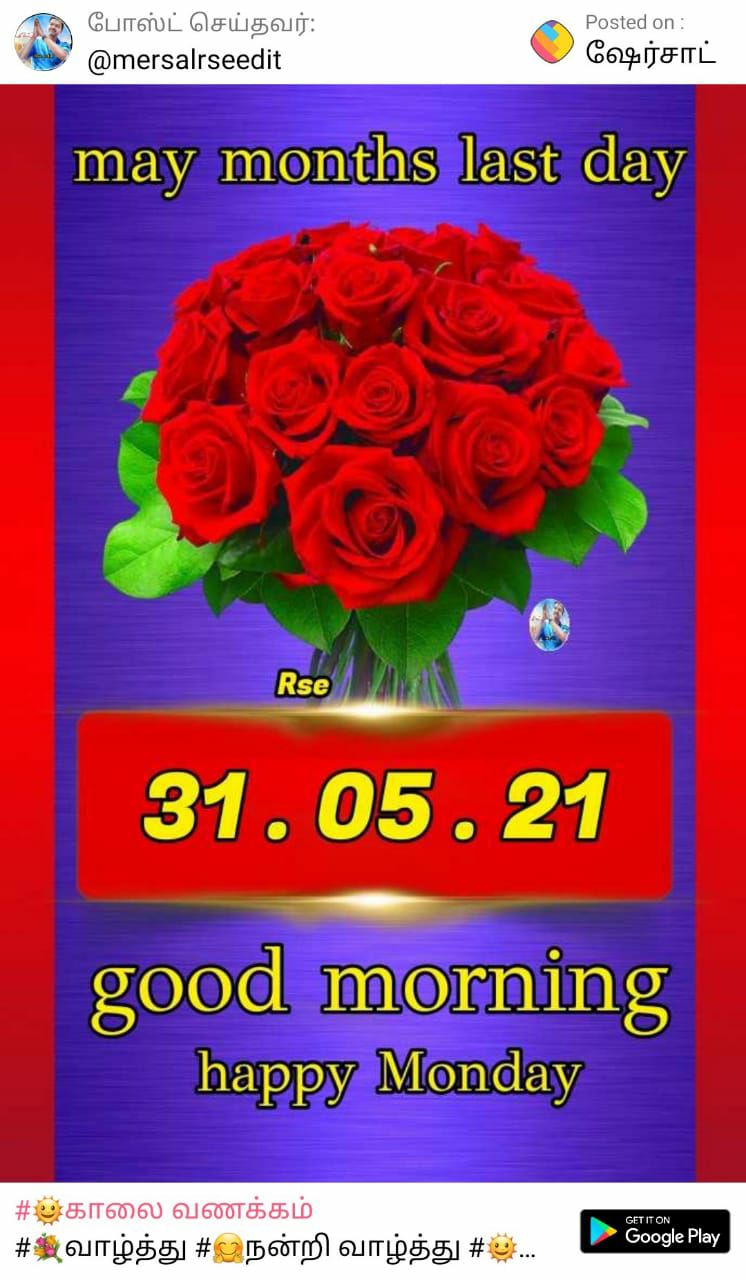 போஸ்ட் செய்தவர்:
@mersalrseedit
Posted on :
ஷேர்சாட்
may months last day
Rse
31.05.21
good morning
happy Monday
#🌞காலை வணக்கம்
#💐வாழ்த்து #🤗நன்றி வாழ்த்து #🌞...
GET IT ON
Google Play